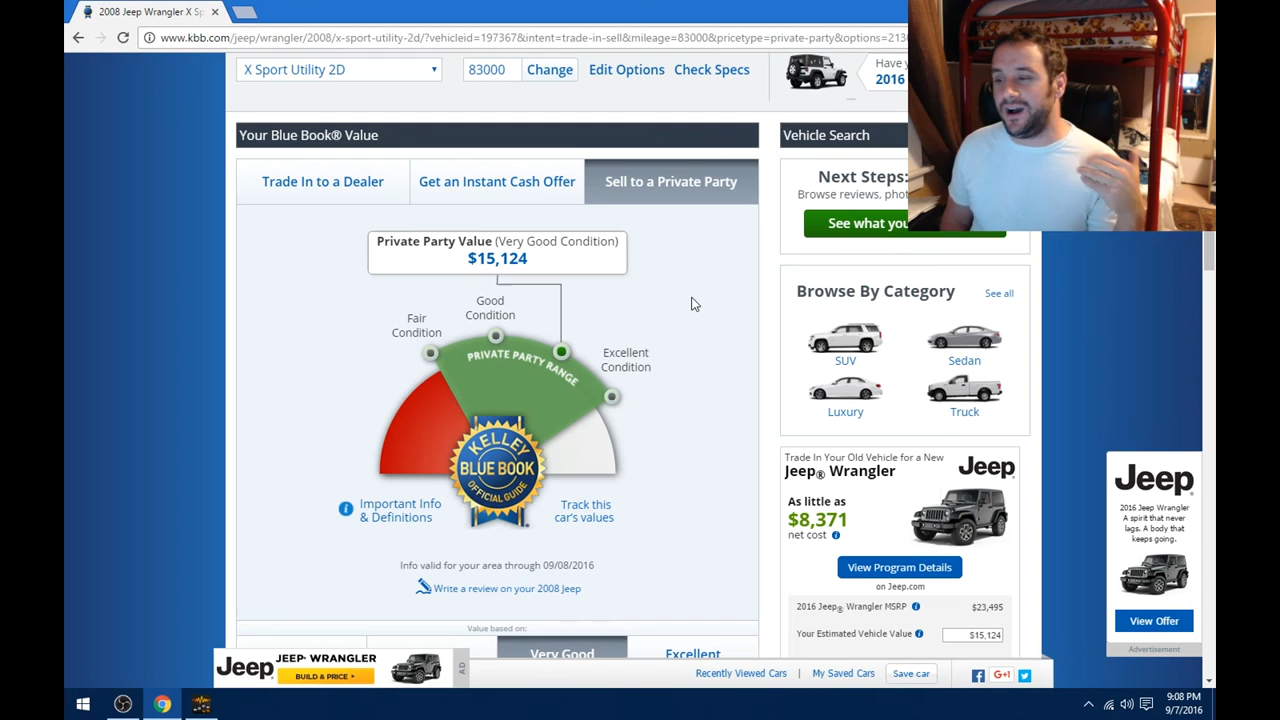 2008 Jeep Wrangler X Sp
www.kbb.com/jeep/wrangler/2008/x-sport-utility-2d/?vehicleid=197367&intent=trade-in-sell&mileage=83000&pricetype=private-party&options=213
X Sport Utility 2D
83000
Change
Edit Options
Check Specs
Have
2016
Your Blue Book® Value
Trade In to a Dealer
Get an Instant Cash Offer
Sell to a Private Party
Private Party Value (Very Good Condition)
$15,124
Fair
Condition
Good
Condition
Excellent
Condition
PRIVATE PARTY RANGE
KELLEY
BLUE BOOK
OFFICIAL GUIDE
Important Info
& Definitions
Track this
car's values
Info valid for your area through 09/08/2016
Write a review on your 2008 Jeep
Value based on:
Very Good
Excellent
Vehicle Search
Next Steps:
Browse reviews, pho
See what you
Browse By Category
See all
SUV
Sedan
Luxury
Truck
Trade In Your Old Vehicle for a New
Jeep® Wrangler
Jeep
As little as
$8,371
net cost
View Program Details
on Jeep.com
2016 Jeep® Wrangler MSRP
$23,495
Your Estimated Vehicle Value
$15,124
Jeep
2016 Jeep Wrangler
A spirit that never
lags. A body that
keeps going.
View Offer
Advertisement
Jeep
JEEP® WRANGLER
BUILD & PRICE
AD
Recently Viewed Cars
My Saved Cars
Save car
G+1
9:08 PM
9/7/2016